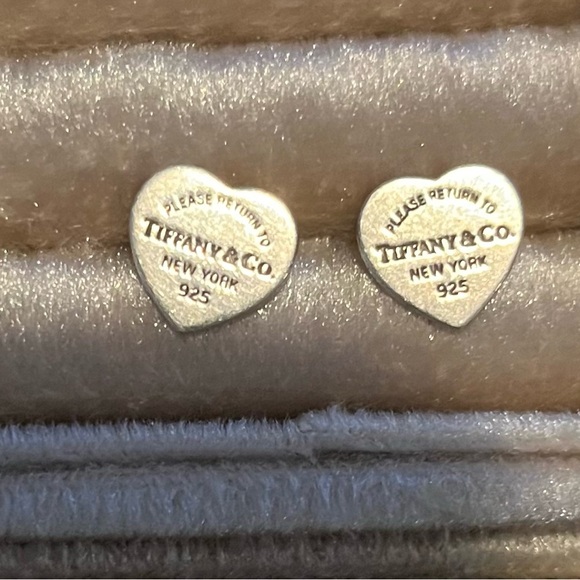 PLEASE RETURN TO
TIFFANY & CO.
NEW YORK
925
PLEASE RETURN TO
TIFFANY & CO.
NEW YORK
925